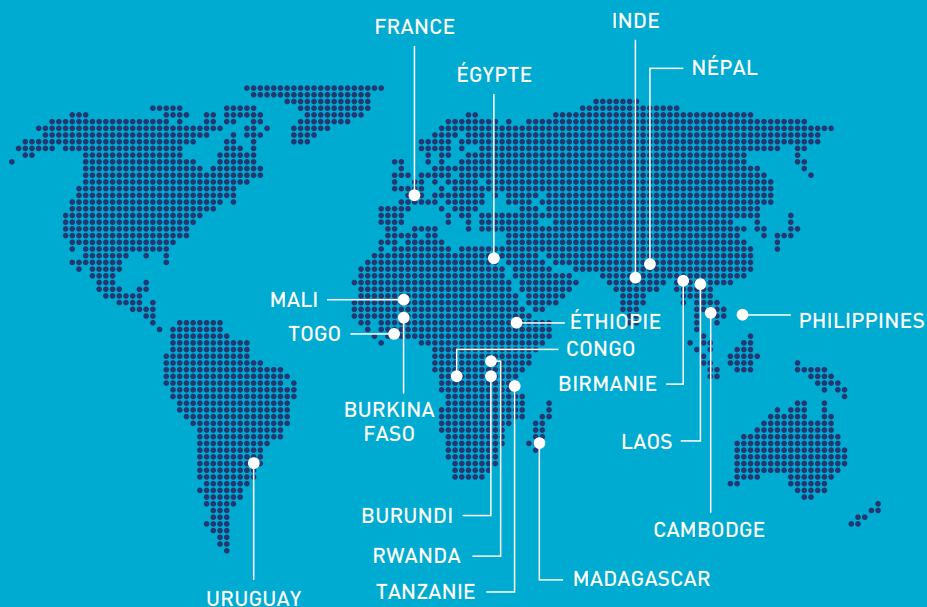 FRANCE
INDE
ÉGYPTE
NÉPAL
MALI
TOGO
ÉTHIOPIE
PHILIPPINES
CONGO
BIRMANIE
BURKINA
FASO
LAOS
BURUNDI
CAMBODGE
RWANDA
MADAGASCAR
TANZANIE
URUGUAY